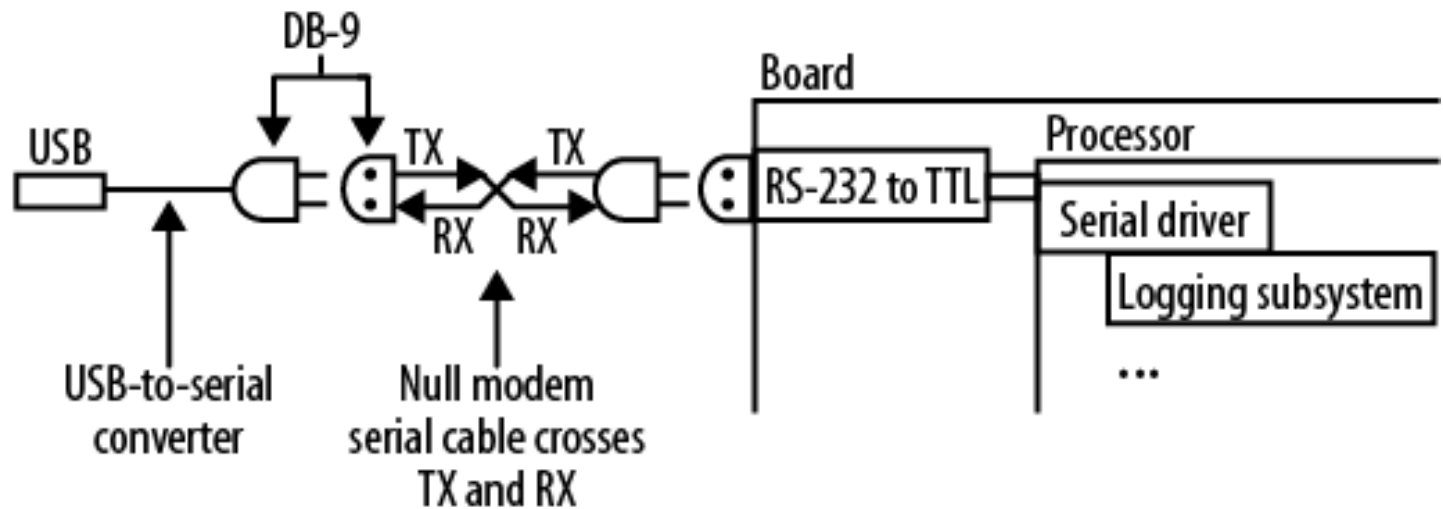 DB-9
Board
USB
TX
TX
Processor
RS-232 to TTL
Serial driver
RX
RX
Logging subsystem
...
USB-to-serial
converter
Null modem
serial cable crosses
TX and RX